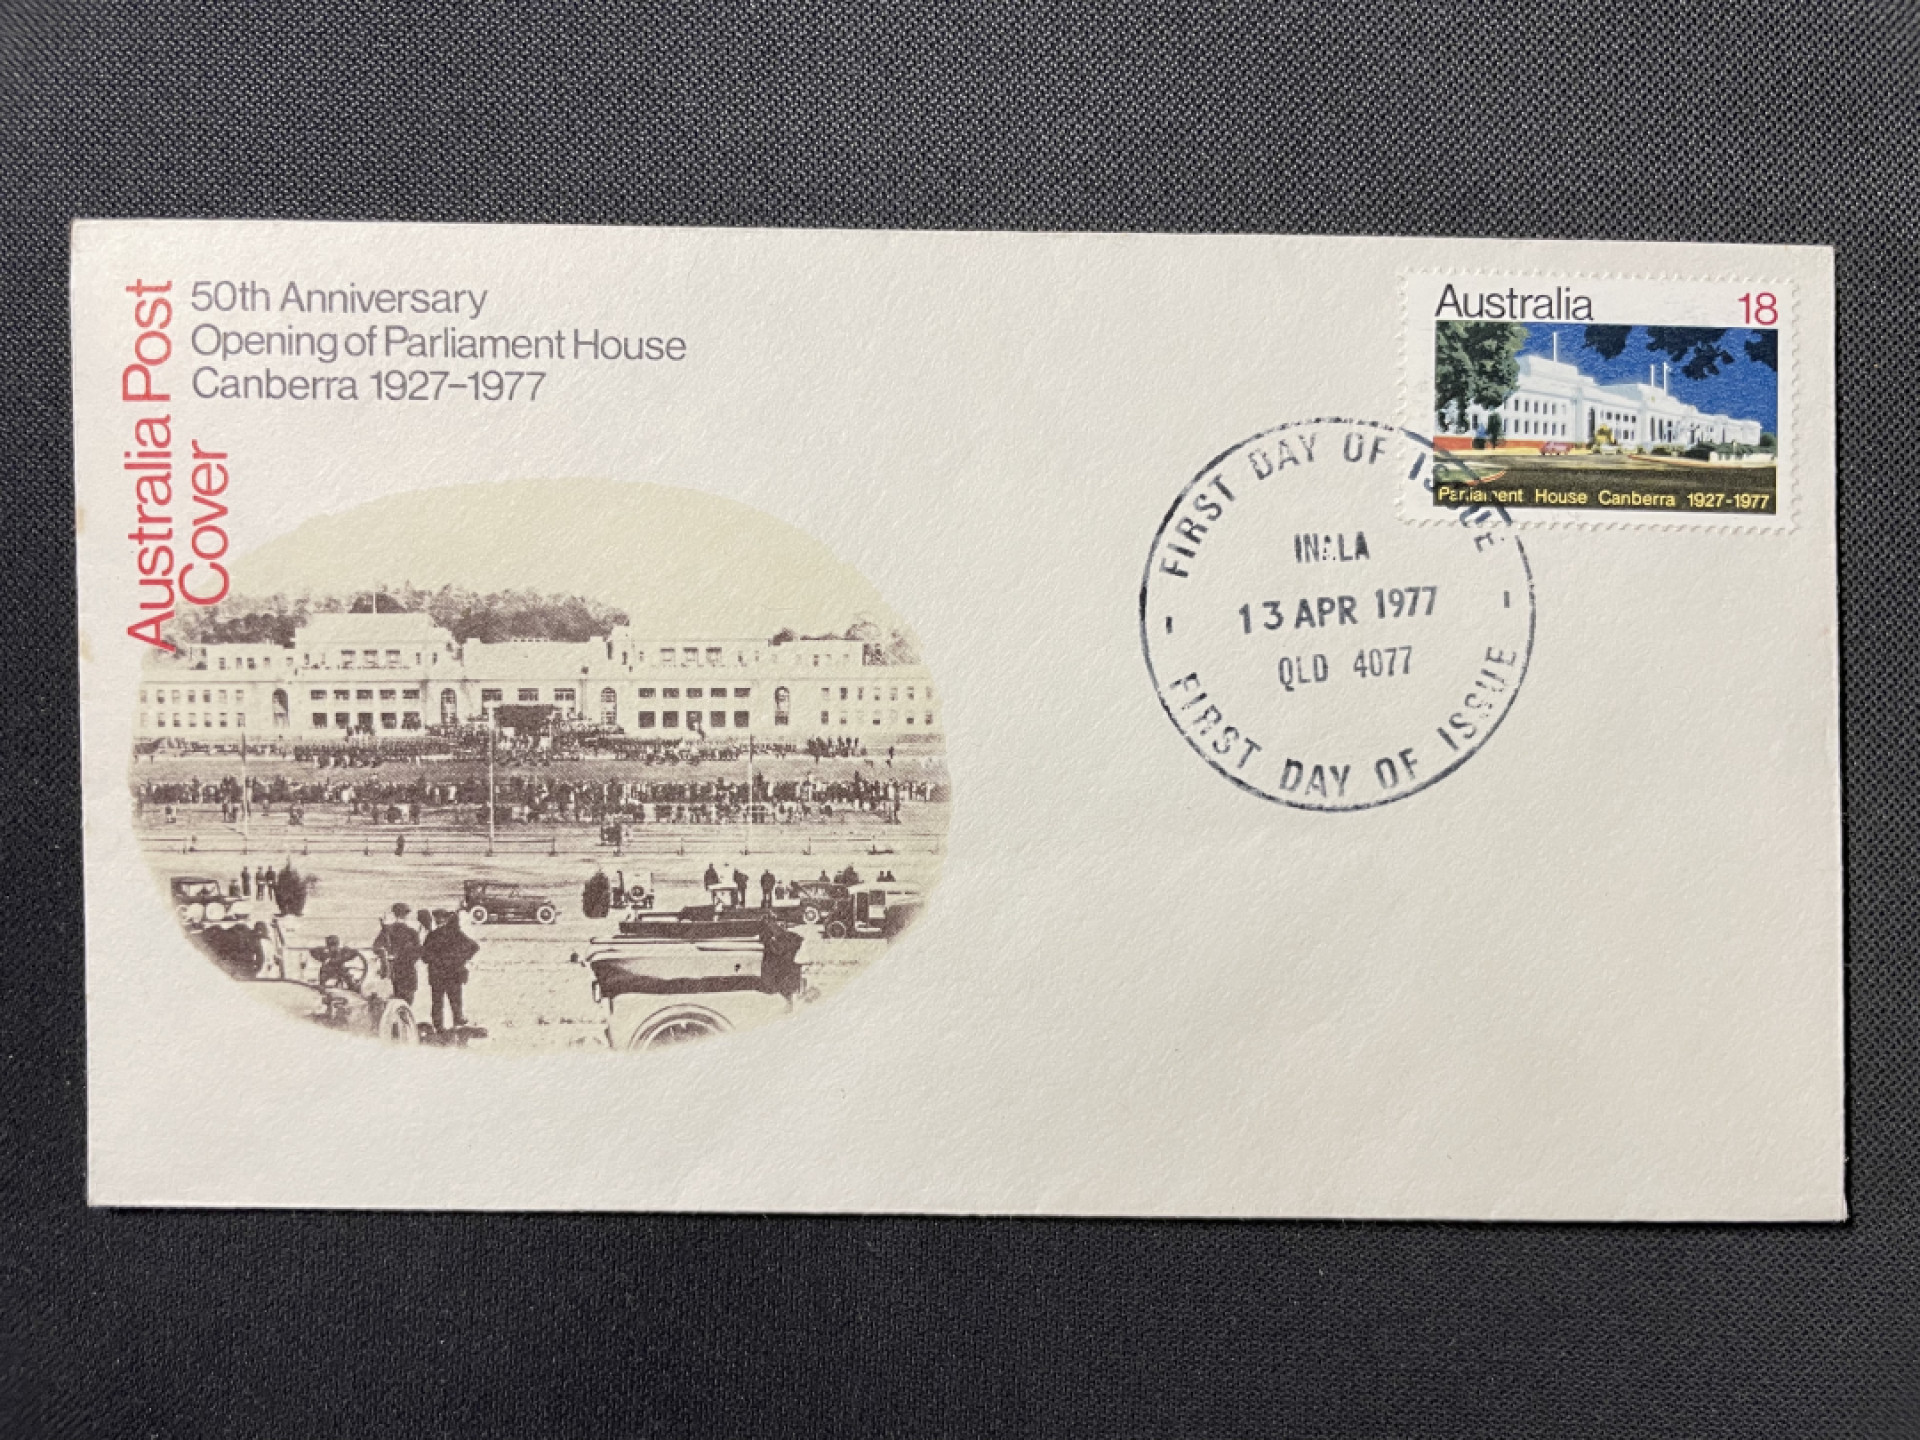 Australia Post
Cover
50th Anniversary
Opening of Parliament House
Canberra 1927–1977
Australia 18
Parliament House Canberra 1927-1977
FIRST DAY OF ISSUE
INALA
13 APR 1977
QLD 4077
FIRST DAY OF ISSUE